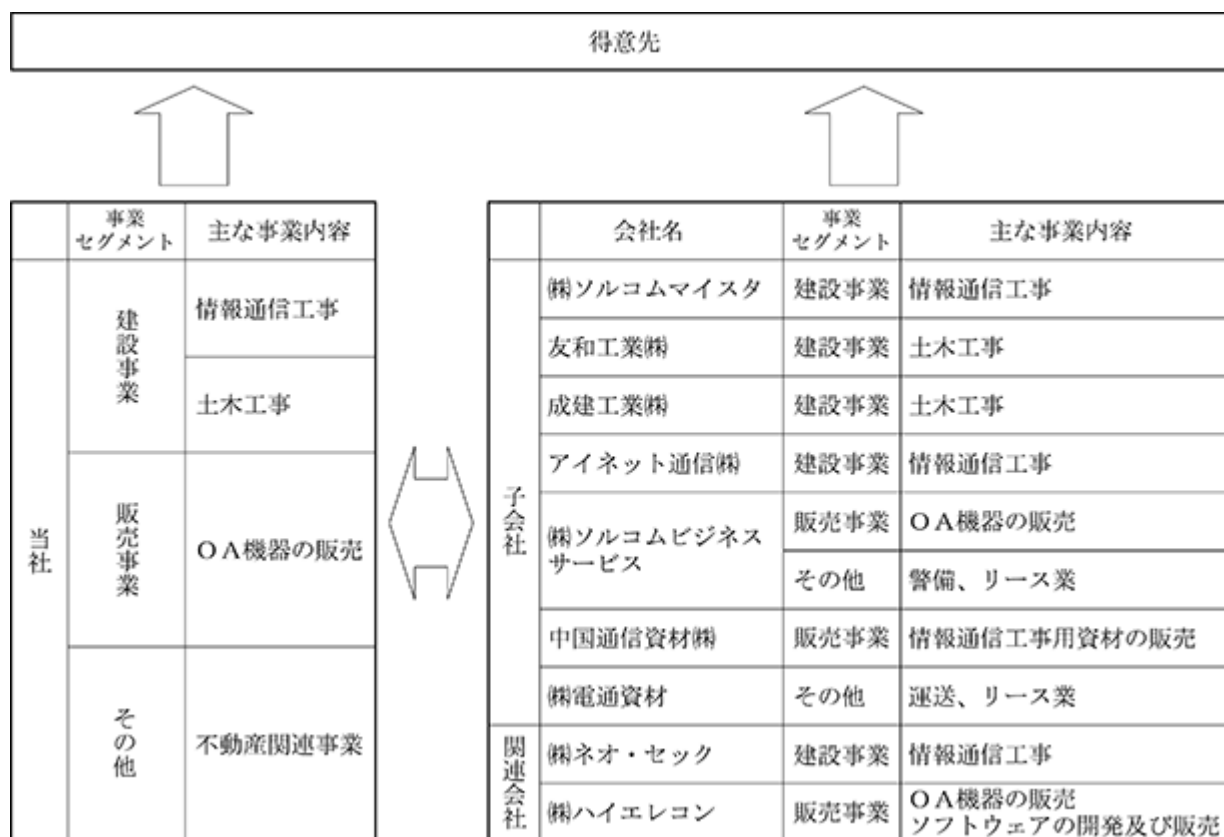 得意先
事業
セグメント
主な事業内容
当社
建設事業
情報通信工事
土木工事
販売事業
OA機器の販売
その他
不動産関連事業
会社名
事業
セグメント
主な事業内容
子会社
㈱ソルコムマイスタ
建設事業
情報通信工事
友和工業㈱
建設事業
土木工事
成建工業㈱
建設事業
土木工事
アイネット通信㈱
建設事業
情報通信工事
㈱ソルコムビジネス
サービス
販売事業
OA機器の販売
その他
警備、リース業
中国通信資材㈱
販売事業
情報通信工事用資材の販売
㈱電通資材
その他
運送、リース業
関連会社
㈱ネオ・セック
建設事業
情報通信工事
㈱ハイエレコン
販売事業
OA機器の販売
ソフトウェアの開発及び販売